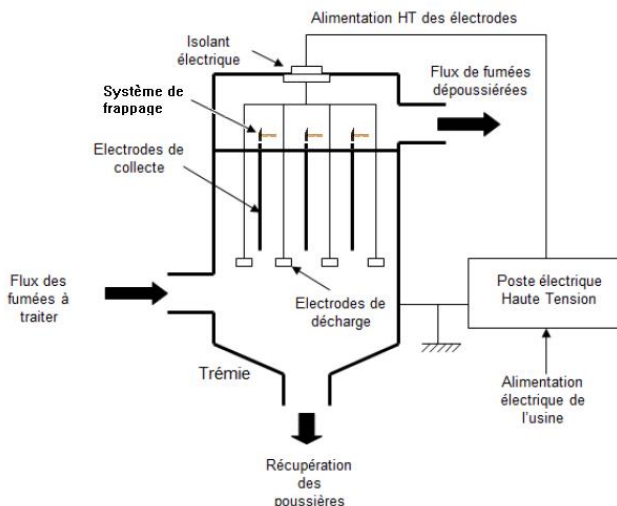 Alimentation HT des électrodes
Isolant
électrique
Flux de fumées
dépoussiérées
Système de
frappage
Electrodes de
collecte
Flux des
fumées à
traiter
Electrodes de
décharge
Poste électrique
Haute Tension
Trémie
Alimentation
électrique de
l'usine
Récupération
des
poussières